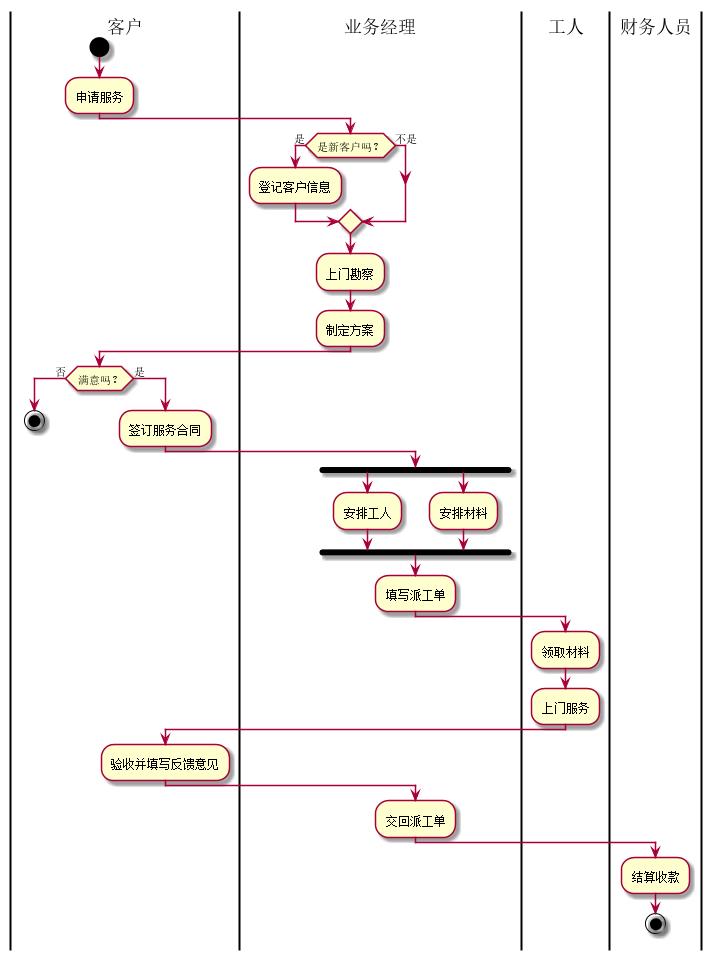 客户
业务经理
工人
财务人员
申请服务
是
是新客户吗？
不是
登记客户信息
上门勘察
制定方案
否
满意吗？
是
签订服务合同
安排工人
安排材料
填写派工单
领取材料
上门服务
验收并填写反馈意见
交回派工单
结算收款